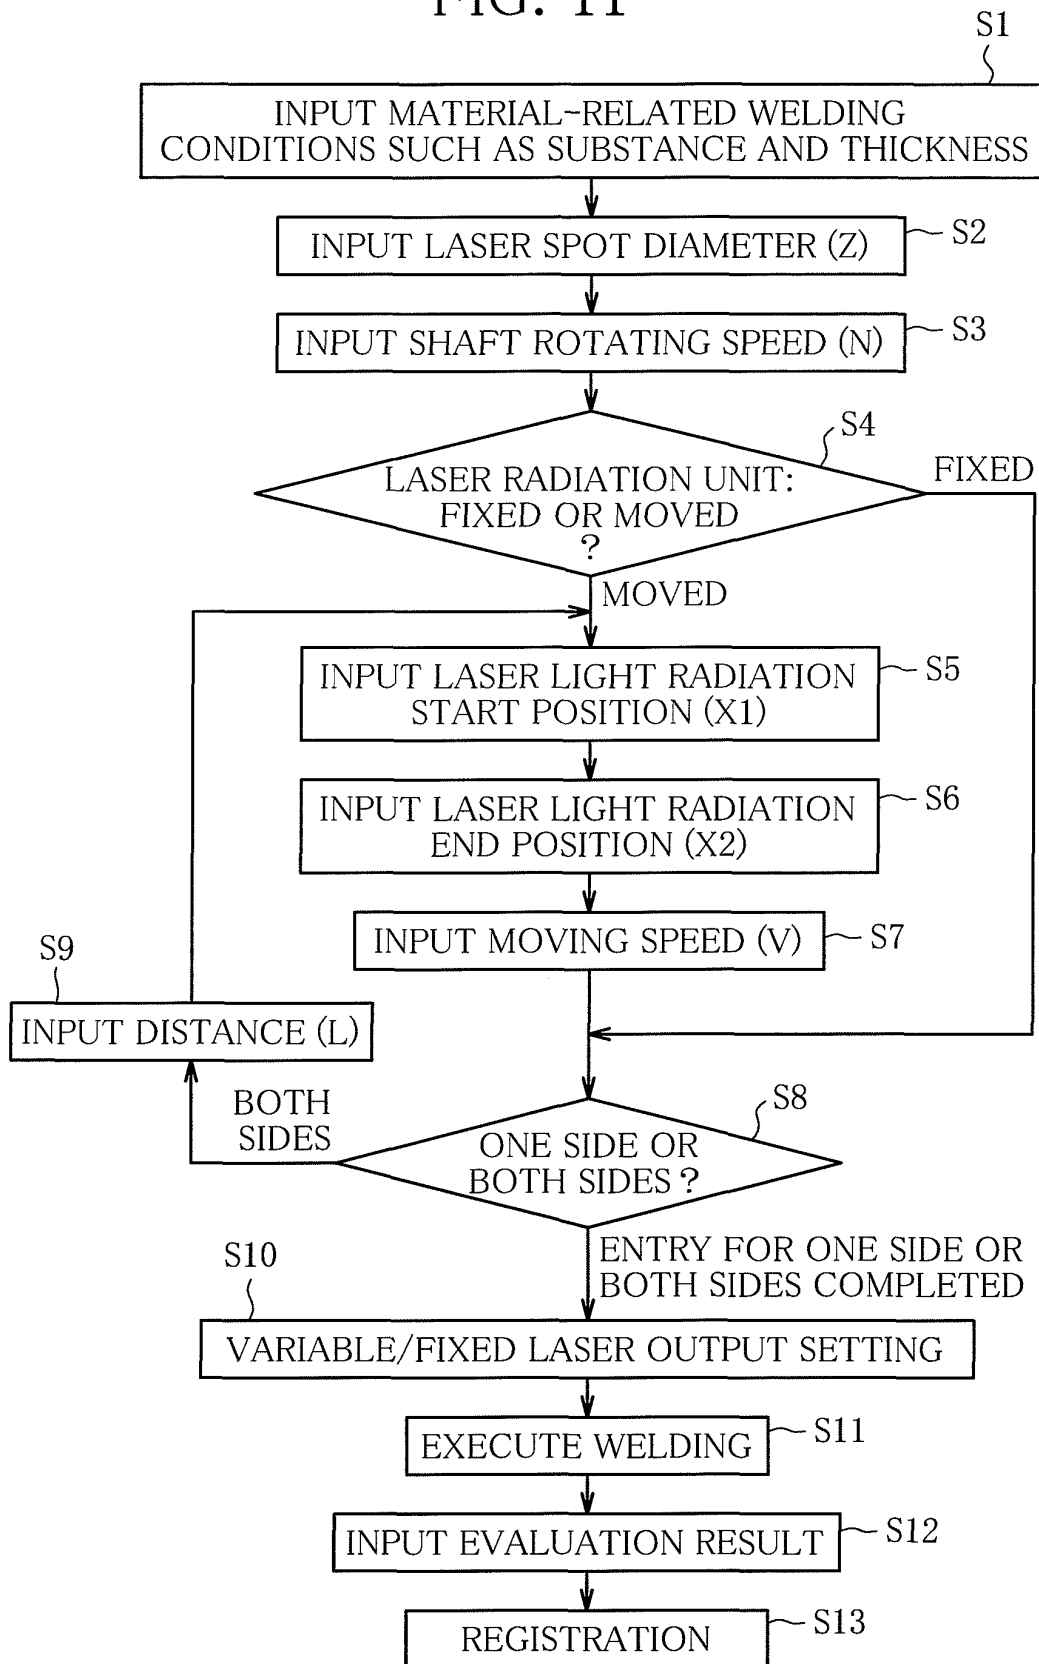 FIG. 11
S1
INPUT MATERIAL-RELATED WELDING
CONDITIONS SUCH AS SUBSTANCE AND THICKNESS
INPUT LASER SPOT DIAMETER (Z)
S2
INPUT SHAFT ROTATING SPEED (N)
S3
S4
LASER RADIATION UNIT:
FIXED OR MOVED
?
FIXED
MOVED
INPUT LASER LIGHT RADIATION
START POSITION (X1)
S5
INPUT LASER LIGHT RADIATION
END POSITION (X2)
S6
INPUT MOVING SPEED (V)
S7
S9
INPUT DISTANCE (L)
BOTH
SIDES
S8
ONE SIDE OR
BOTH SIDES ?
ENTRY FOR ONE SIDE OR
BOTH SIDES COMPLETED
S10
VARIABLE/FIXED LASER OUTPUT SETTING
EXECUTE WELDING
S11
INPUT EVALUATION RESULT
S12
REGISTRATION
S13